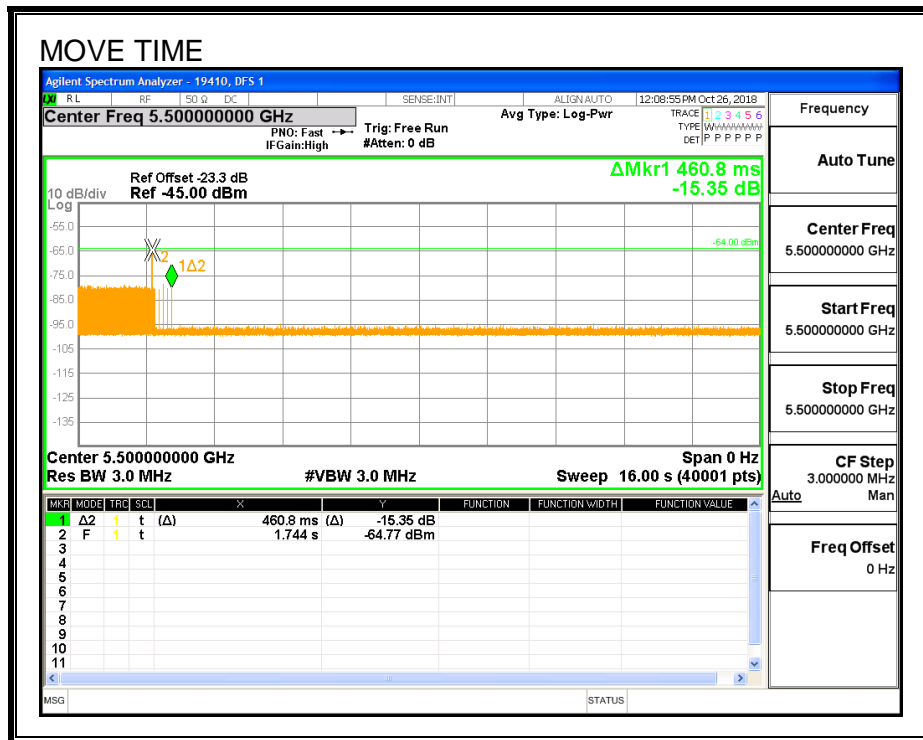 MOVE TIME
Agilent Spectrum Analyzer - 19410, DFS 1
LXI RL RF 50 Ω DC SENSE:INT ALIGN AUTO 12:08:55 PM Oct 26, 2018
Center Freq 5.500000000 GHz
PNO: Fast
IFGain:High
Trig: Free Run
#Atten: 0 dB
Avg Type: Log-Pwr
TRACE 1 2 3 4 5 6
TYPE WWWWWW
DET P P P P P P
Frequency
Auto Tune
Center Freq
5.500000000 GHz
Start Freq
5.500000000 GHz
Stop Freq
5.500000000 GHz
CF Step
3.000000 MHz
Auto Man
Freq Offset
0 Hz
ΔMkr1 460.8 ms
-15.35 dB
Ref Offset -23.3 dB
10 dB/div Ref -45.00 dBm
Log
-55.0
-65.0
-75.0
-85.0
-95.0
-105
-115
-125
-135
-64.00 dBm
2
1Δ2
Center 5.500000000 GHz Span 0 Hz
Res BW 3.0 MHz #VBW 3.0 MHz Sweep 16.00 s (40001 pts)
MKR MODE TRC SCL X Y FUNCTION FUNCTION WIDTH FUNCTION VALUE
1 Δ2 1 t (Δ) 460.8 ms (Δ) -15.35 dB
2 F 1 t 1.744 s -64.77 dBm
3
4
5
6
7
8
9
10
11
MSG STATUS